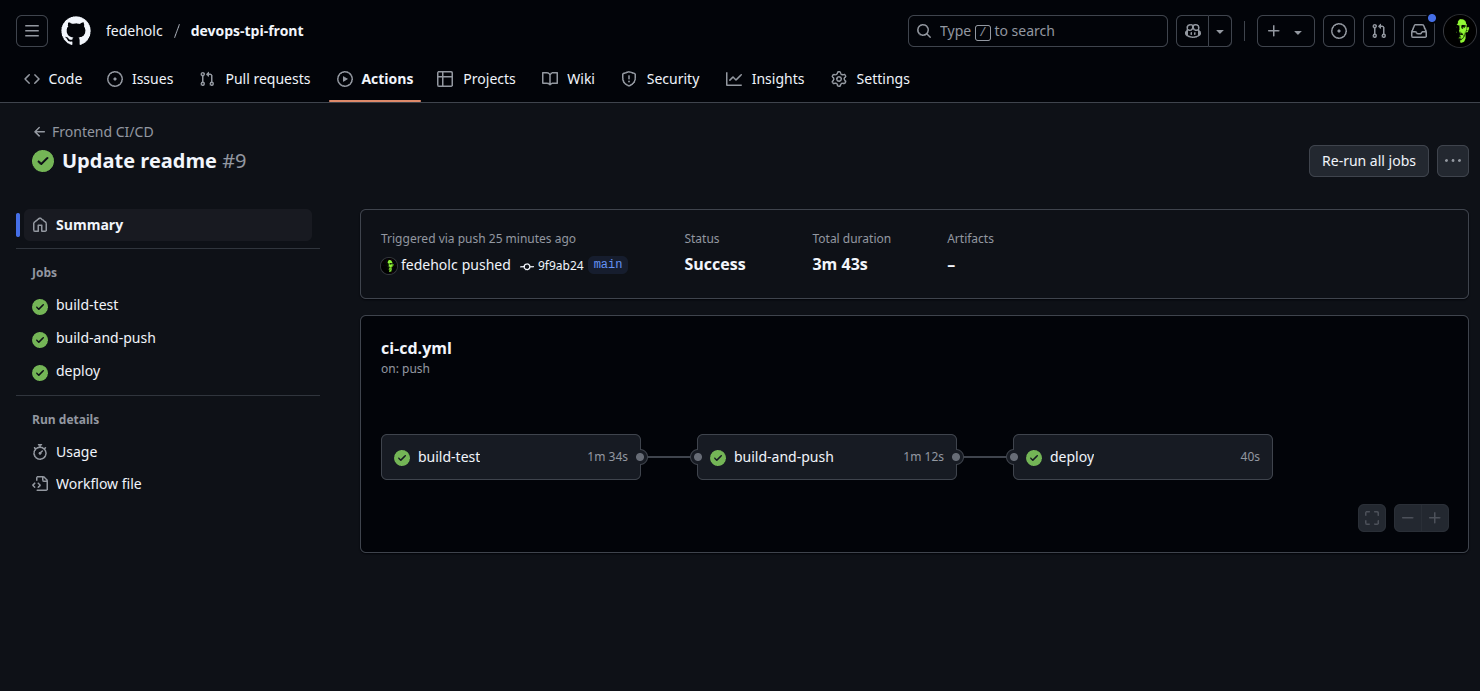 fedeholc / devops-tpi-front
Type / to search
Code Issues Pull requests Actions Projects Wiki Security Insights Settings
Frontend CI/CD
Update readme #9
Re-run all jobs
Summary
Jobs
build-test
build-and-push
deploy
Run details
Usage
Workflow file
Triggered via push 25 minutes ago
fedeholc pushed 9f9ab24 main
Status
Success
Total duration
3m 43s
Artifacts
–
ci-cd.yml
on: push
build-test 1m 34s
build-and-push 1m 12s
deploy 40s